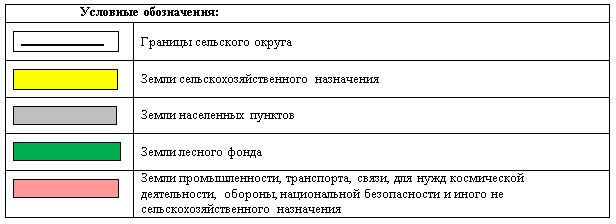 Условные обозначения:
Границы сельского округа
Земли сельскохозяйственного назначения
Земли населенных пунктов
Земли лесного фонда
Земли промышленности, транспорта, связи, для нужд космической
деятельности, обороны, национальной безопасности и иного не
сельскохозяйственного назначения